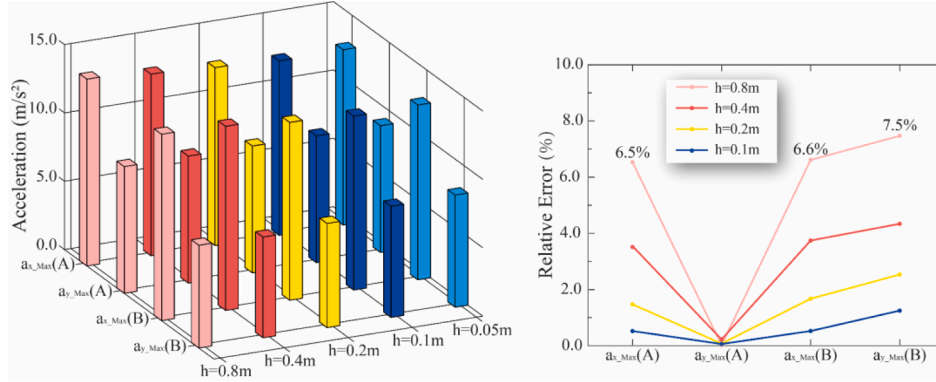 15.0
10.0
5.0
0.0
Acceleration (m/s²)
a_x_Max(A)
a_y_Max(A)
a_x_Max(B)
a_y_Max(B)
h=0.8m
h=0.4m
h=0.2m
h=0.1m
h=0.05m
10.0
8.0
6.0
4.0
2.0
0.0
Relative Error (%)
h=0.8m
h=0.4m
h=0.2m
h=0.1m
6.5%
6.6%
7.5%
a_x_Max(A)
a_y_Max(A)
a_x_Max(B)
a_y_Max(B)